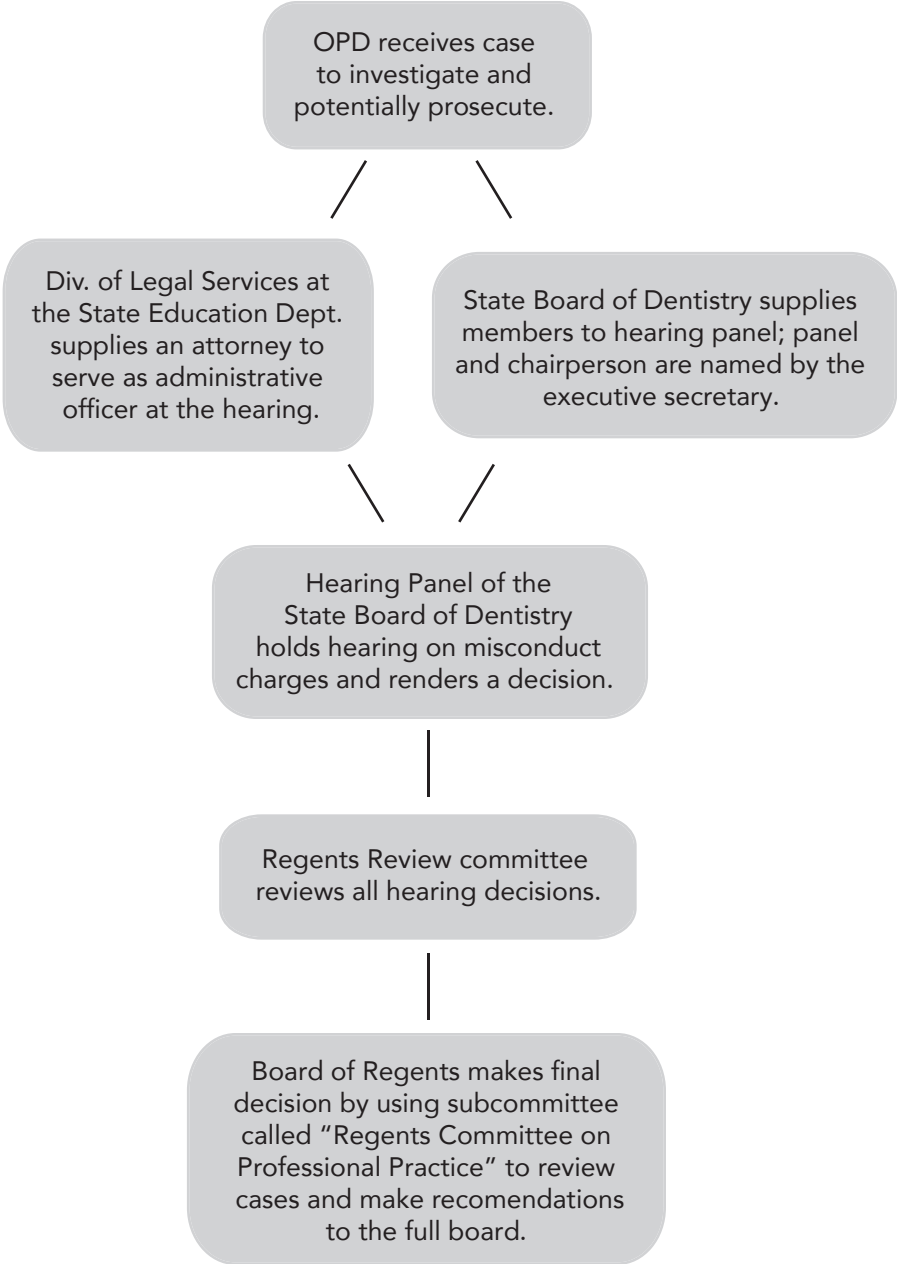 OPD receives case
to investigate and
potentially prosecute.
Div. of Legal Services at
the State Education Dept.
supplies an attorney to
serve as administrative
officer at the hearing.
State Board of Dentistry supplies
members to hearing panel; panel
and chairperson are named by the
executive secretary.
Hearing Panel of the
State Board of Dentistry
holds hearing on misconduct
charges and renders a decision.
Regents Review committee
reviews all hearing decisions.
Board of Regents makes final
decision by using subcommittee
called “Regents Committee on
Professional Practice” to review
cases and make recomendations
to the full board.